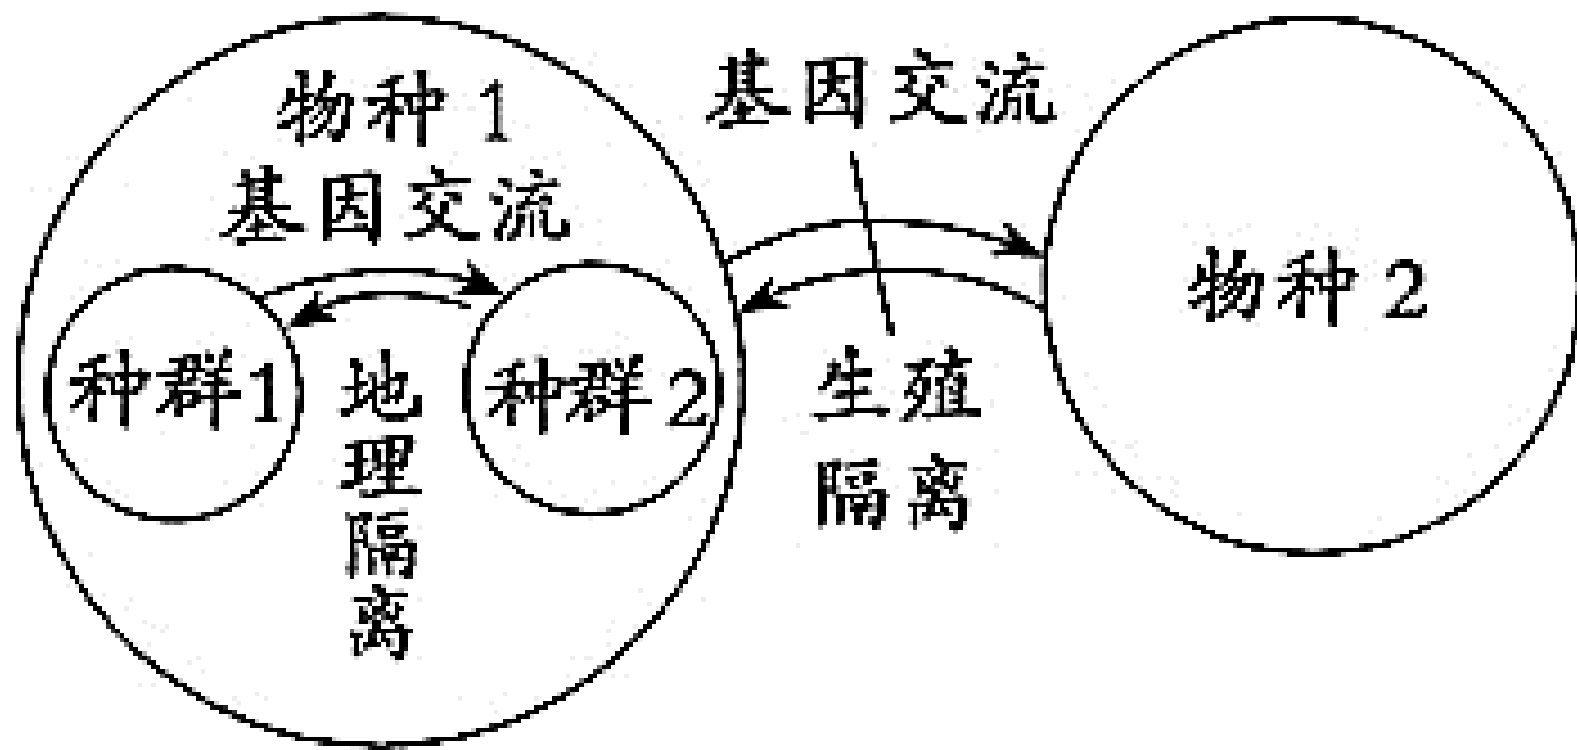 物种 1
基因交流
种群1
地理隔离
种群 2
基因交流
生殖
隔离
物种 2